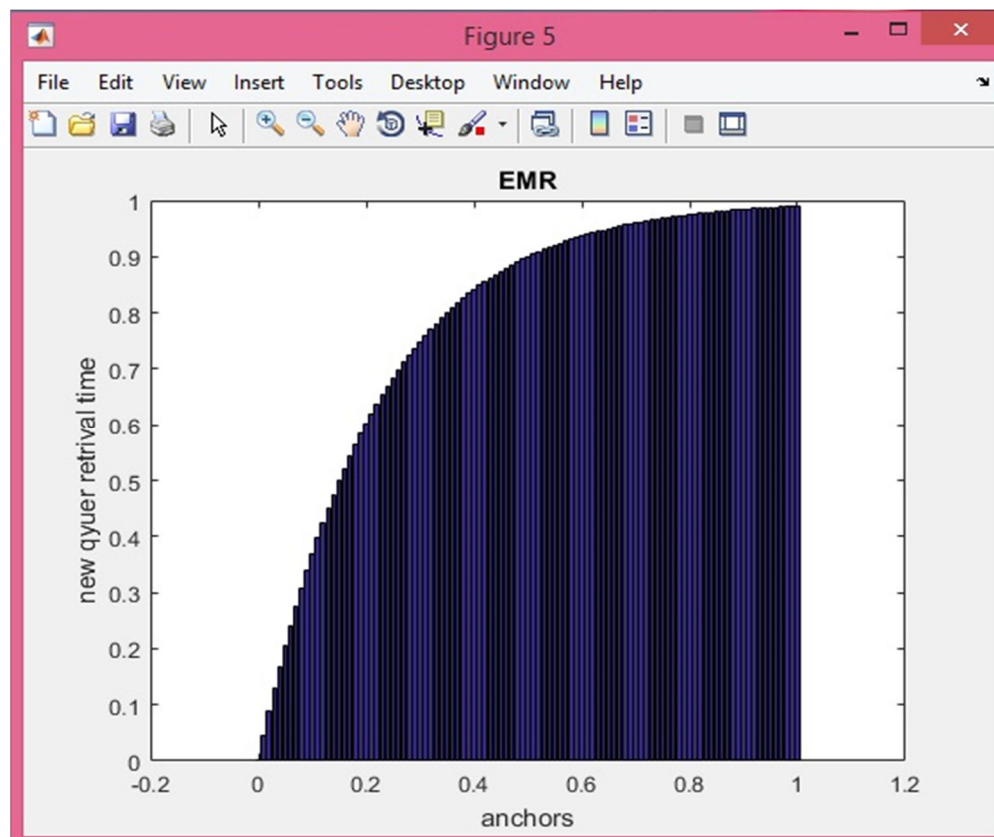 Figure 5
File Edit View Insert Tools Desktop Window Help
EMR
1
0.9
0.8
0.7
0.6
0.5
0.4
0.3
0.2
0.1
0
new qyuer retrival time
-0.2 0 0.2 0.4 0.6 0.8 1 1.2
anchors